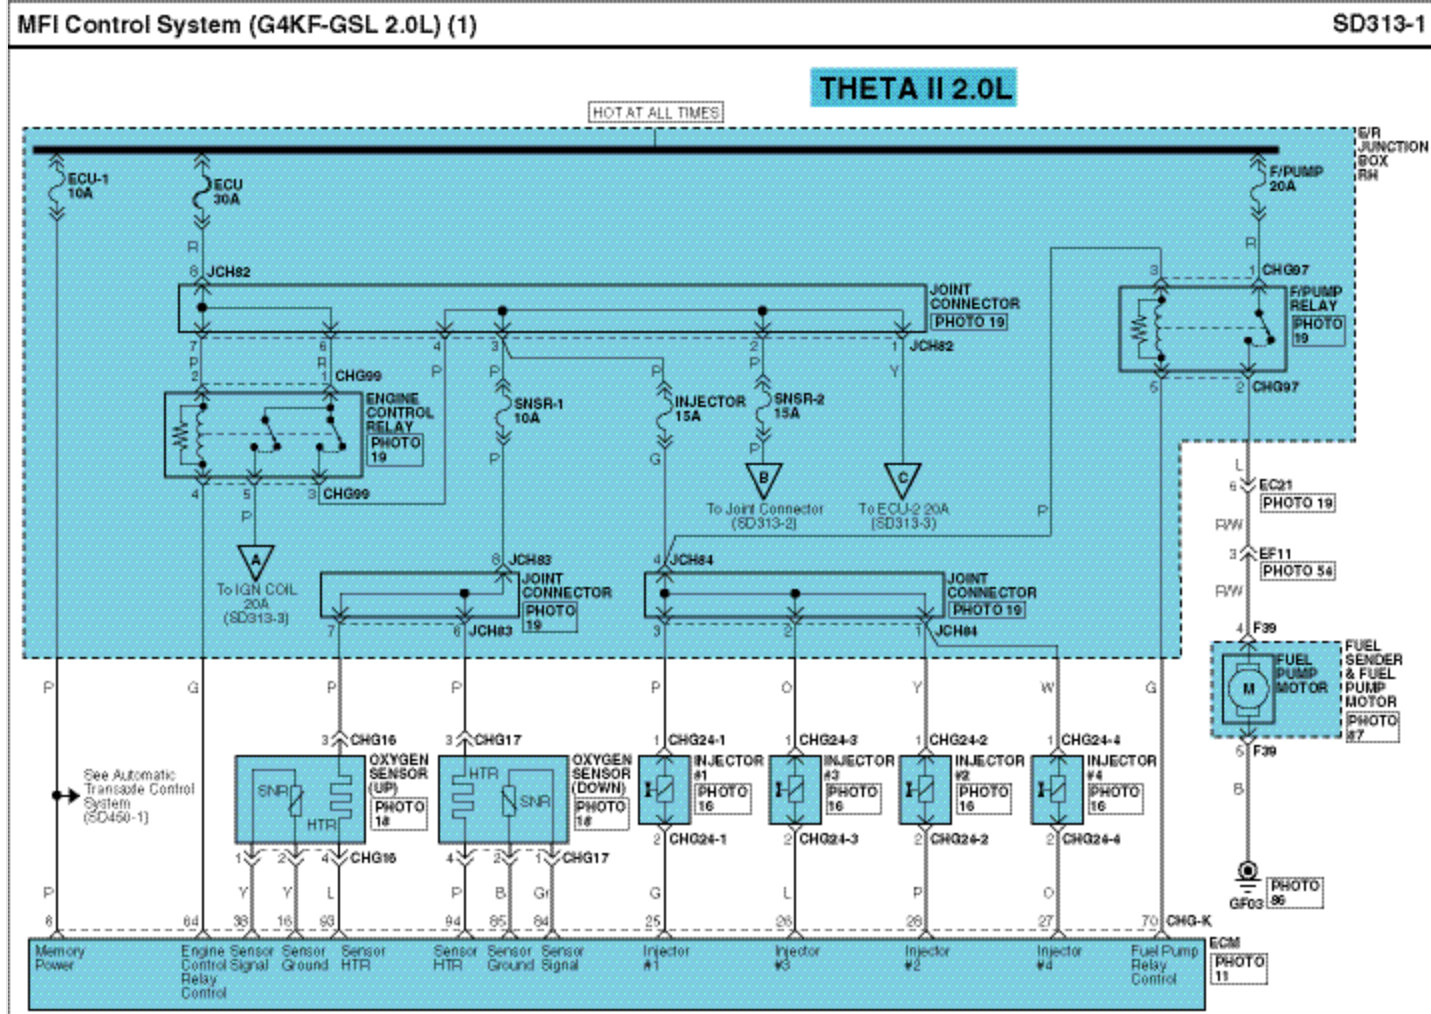 MFI Control System (G4KF-GSL 2.0L) (1)
SD313-1
THETA II 2.0L
HOT AT ALL TIMES
E/R
JUNCTION
BOX
RH
ECU-1
10A
ECU
30A
F/PUMP
20A
R
R
8 JCH82
3
1 CHG97
JOINT
CONNECTOR
PHOTO 19
F/PUMP
RELAY
PHOTO
19
7
6
4
3
2
1 JCH82
P
R
P
P
P
P
Y
2
1 CHG99
5
2 CHG97
ENGINE
CONTROL
RELAY
PHOTO
19
SNSR-1
10A
INJECTOR
15A
SNSR-2
15A
P
G
P
L
4
5
3 CHG99
B
C
6 EC21
PHOTO 19
P
To Joint Connector
(SD313-2)
To ECU-2 20A
(SD313-3)
P
R/W
A
To IGN COIL
20A
(SD313-3)
8 JCH83
4 JCH84
3 EF11
PHOTO 54
JOINT
CONNECTOR
PHOTO
19
JOINT
CONNECTOR
PHOTO 19
R/W
7
6 JCH83
3
2
1 JCH84
4 F39
FUEL
PUMP
MOTOR
M
FUEL
SENDER
& FUEL
PUMP
MOTOR
PHOTO
87
P
G
P
P
P
O
Y
W
G
3 CHG16
3 CHG17
1 CHG24-1
1 CHG24-3
1 CHG24-2
1 CHG24-4
5 F39
See Automatic
Transaxle Control
System
(SD450-1)
SNR
HTR
OXYGEN
SENSOR
(UP)
PHOTO
18
HTR
SNR
OXYGEN
SENSOR
(DOWN)
PHOTO
18
INJECTOR
#1
PHOTO
16
INJECTOR
#3
PHOTO
16
INJECTOR
#2
PHOTO
16
INJECTOR
#4
PHOTO
16
B
1
2
4 CHG16
4
2
1 CHG17
2 CHG24-1
2 CHG24-3
2 CHG24-2
2 CHG24-4
P
Y
Y
L
P
B
Gr
G
L
P
O
GF03
PHOTO
86
6
64
38
16
93
94
85
84
25
26
28
27
70 CHG-K
Memory
Power
Engine
Control
Relay
Control
Sensor
Signal
Sensor
Ground
Sensor
HTR
Sensor
HTR
Sensor
Ground
Sensor
Signal
Injector
#1
Injector
#3
Injector
#2
Injector
#4
Fuel Pump
Relay
Control
ECM
PHOTO
11